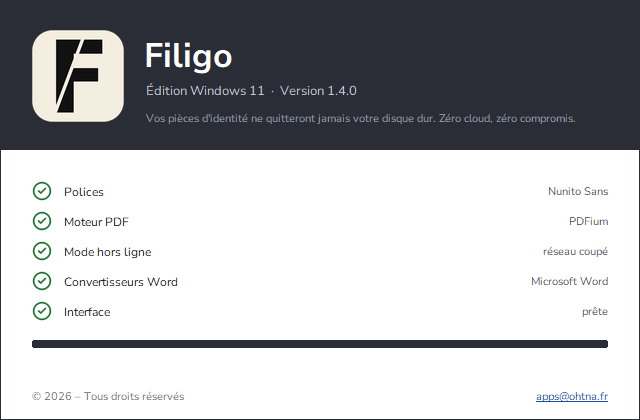 F
Filigo
Édition Windows 11 · Version 1.4.0
Vos pièces d'identité ne quitteront jamais votre disque dur. Zéro cloud, zéro compromis.
Polices Nunito Sans
Moteur PDF PDFium
Mode hors ligne réseau coupé
Convertisseurs Word Microsoft Word
Interface prête
© 2026 – Tous droits réservés apps@ohtna.fr